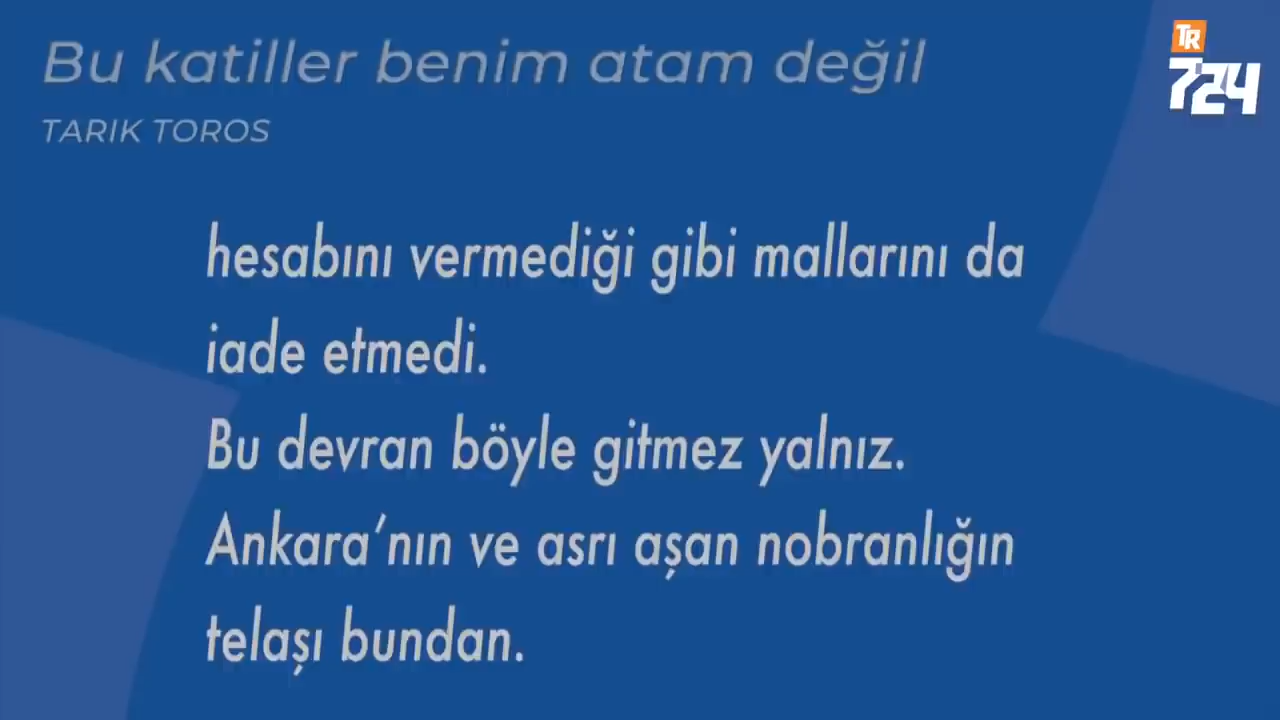 Bu katiller benim atam değil
TARIK TOROS
TR
724
hesabını vermediği gibi mallarını da
iade etmedi.
Bu devran böyle gitmez yalnız.
Ankara’nın ve asrı aşan nobranlığın
telaşı bundan.